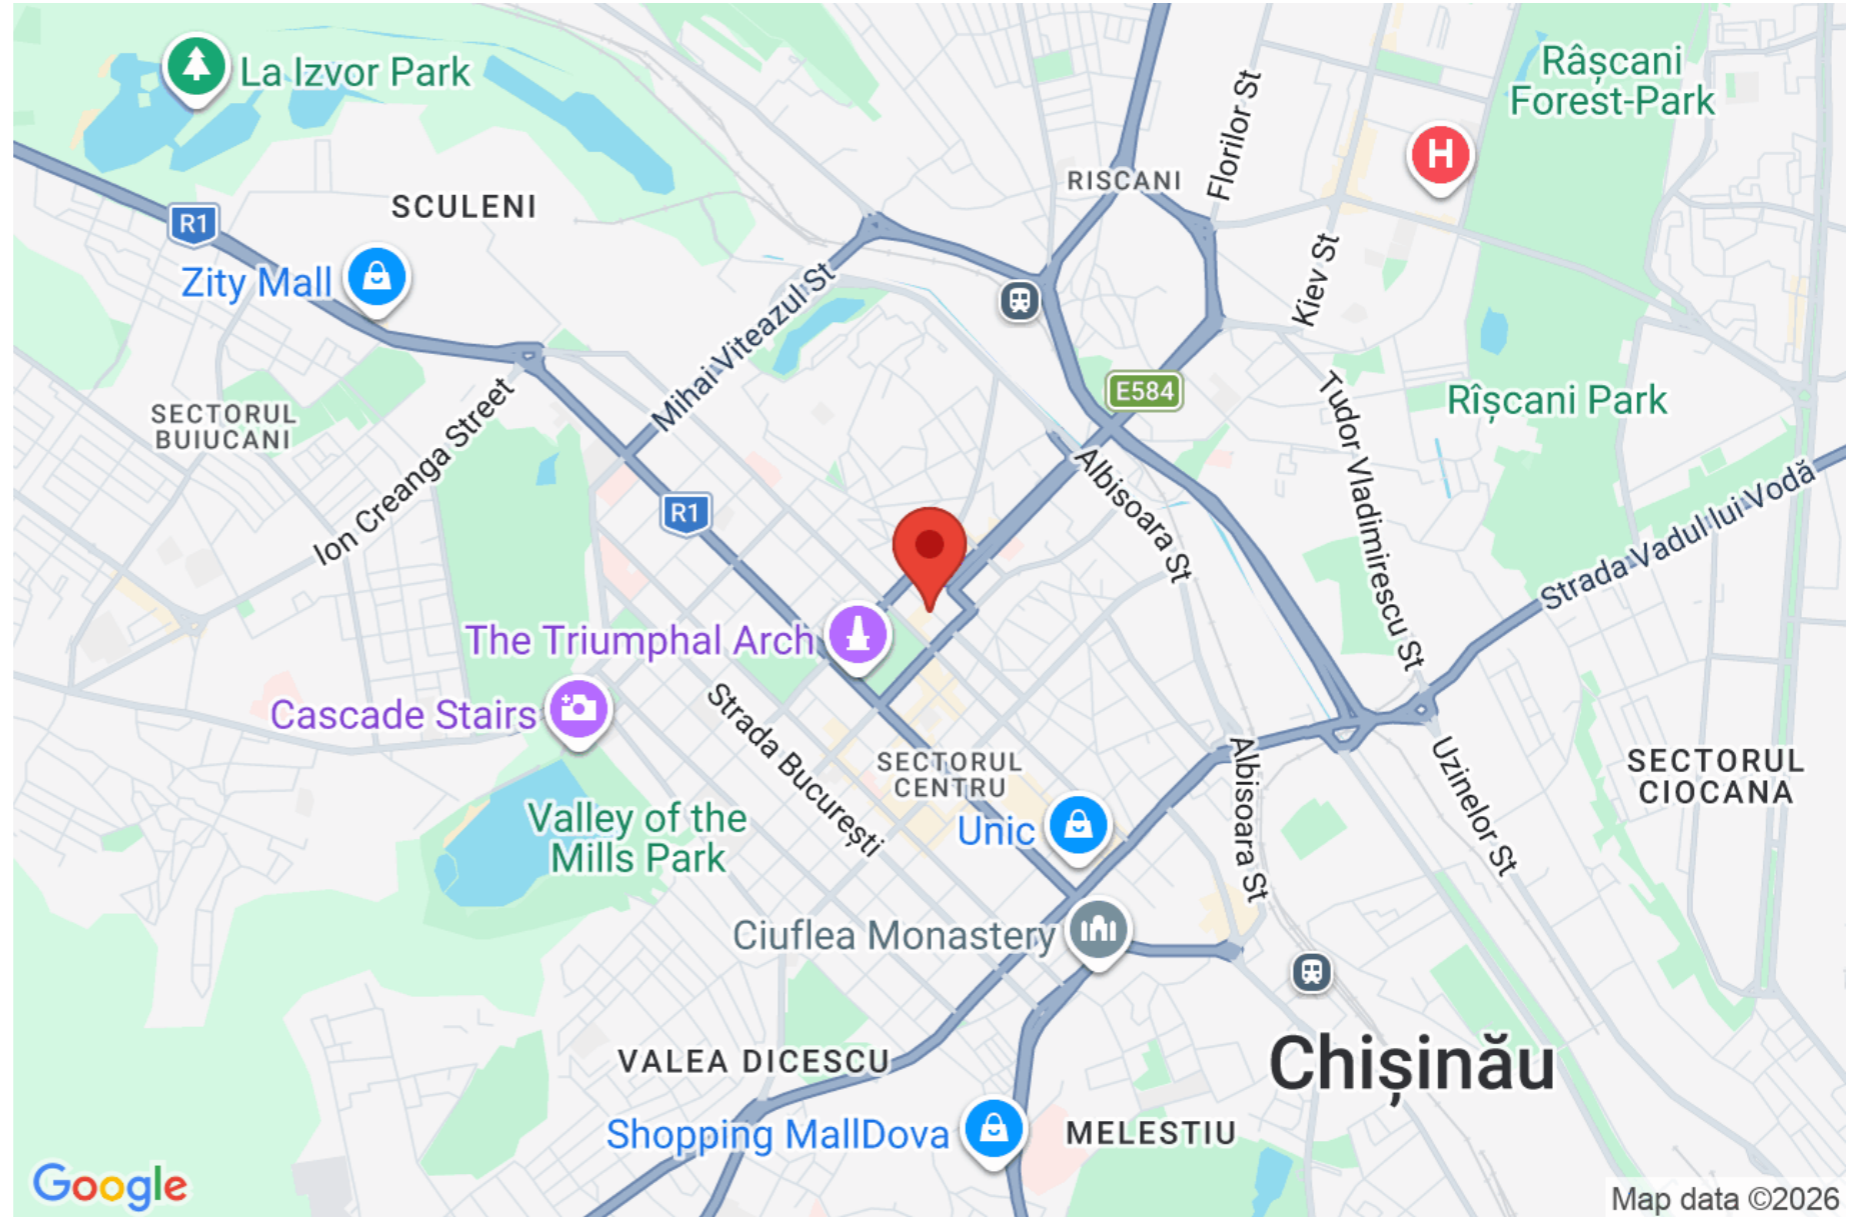 La Izvor Park
Râșcani
Forest-Park
Florilor St
H
RISCANI
SCULENI
R1
Zity Mall
Kiev St
Mihai Viteazul St
E584
Rîșcani Park
SECTORUL
BUIUCANI
Ion Creanga Street
Tudor Vladimirescu St
Albisoara St
R1
Strada Vadul lui Vodă
The Triumphal Arch
Cascade Stairs
Strada București
SECTORUL
CENTRU
Albisoara St
Uzinelor St
SECTORUL
CIOCANA
Valley of the
Mills Park
Unic
Ciuflea Monastery
VALEA DICESCU
Chișinău
Shopping MallDova
MELESTIU
Google
Map data ©2026